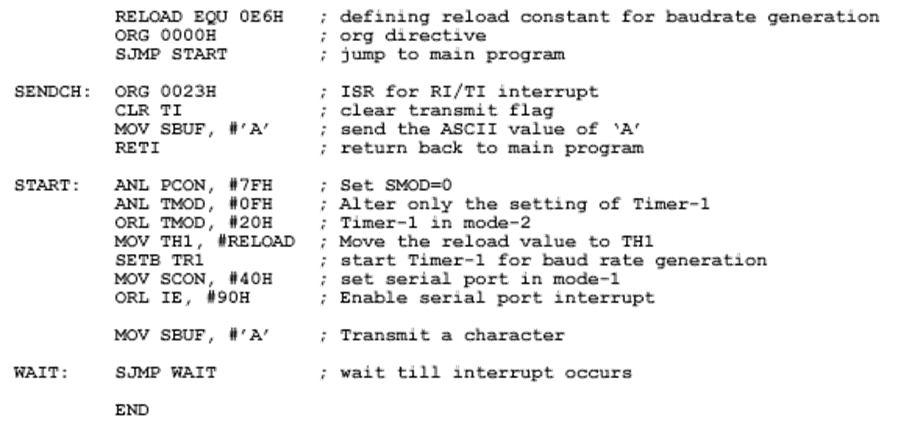 RELOAD EQU 0E6H ; defining reload constant for baudrate generation
ORG 0000H ; org directive
SJMP START ; jump to main program
SENDCH: ORG 0023H ; ISR for RI/TI interrupt
CLR TI ; clear transmit flag
MOV SBUF, #'A' ; send the ASCII value of 'A'
RETI ; return back to main program
START: ANL PCON, #7FH ; Set SMOD=0
ANL TMOD, #0FH ; Alter only the setting of Timer-1
ORL TMOD, #20H ; Timer-1 in mode-2
MOV TH1, #RELOAD ; Move the reload value to TH1
SETB TR1 ; start Timer-1 for baud rate generation
MOV SCON, #40H ; set serial port in mode-1
ORL IE, #90H ; Enable serial port interrupt
MOV SBUF, #'A' ; Transmit a character
WAIT: SJMP WAIT ; wait till interrupt occurs
END